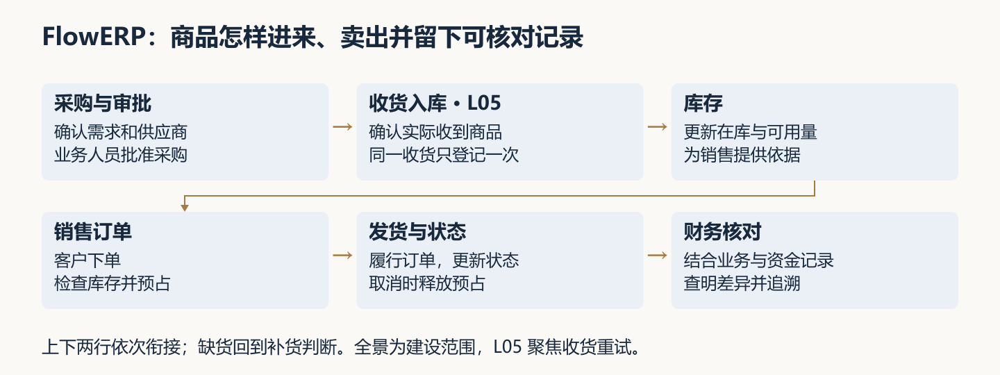 FlowERP：商品怎样进来、卖出并留下可核对记录
采购与审批
确认需求和供应商
业务人员批准采购
→
收货入库·L05
确认实际收到商品
同一收货只登记一次
→
库存
更新在库与可用量
为销售提供依据
销售订单
客户下单
检查库存并预占
→
发货与状态
履行订单，更新状态
取消时释放预占
→
财务核对
结合业务与资金记录
查明差异并追溯
上下两行依次衔接；缺货回到补货判断。全景为建设范围，L05 聚焦收货重试。